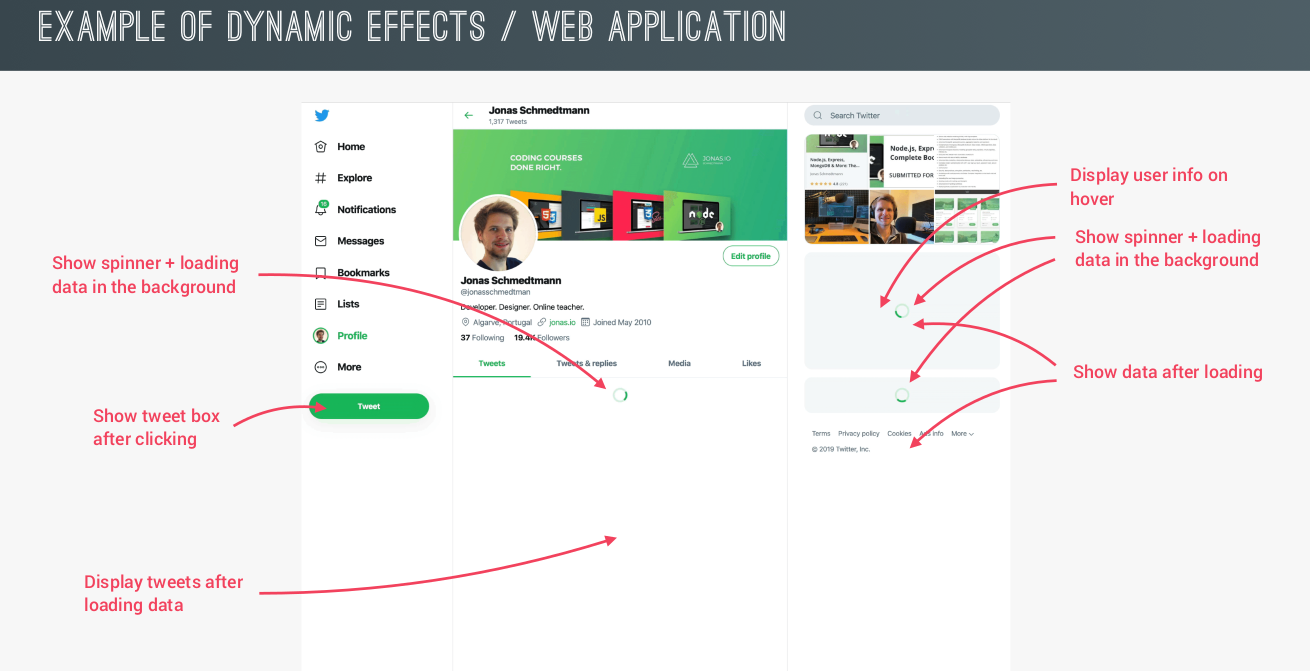 EXAMPLE OF DYNAMIC EFFECTS / WEB APPLICATION
Jonas Schmedtmann
1,317 Tweets
Home
Explore
10
Notifications
Messages
Bookmarks
Lists
Profile
More
Tweet
CODING COURSES
DONE RIGHT.
JONAS.IO
JS
node
Edit profile
Jonas Schmedtmann
@jonasschmedtman
Developer. Designer. Online teacher.
Algarve, Portugal jonas.io Joined May 2010
37 Following 19.4K Followers
Tweets Tweets & replies Media Likes
Search Twitter
Node.js, Express,
MongoDB & More: The...
Jonas Schmedtmann
Node.js, Expre
Complete Boo
SUBMITTED FOR
Terms Privacy policy Cookies Ads info More
© 2019 Twitter, Inc.
Show spinner + loading
data in the background
Show tweet box
after clicking
Display tweets after
loading data
Display user info on
hover
Show spinner + loading
data in the background
Show data after loading